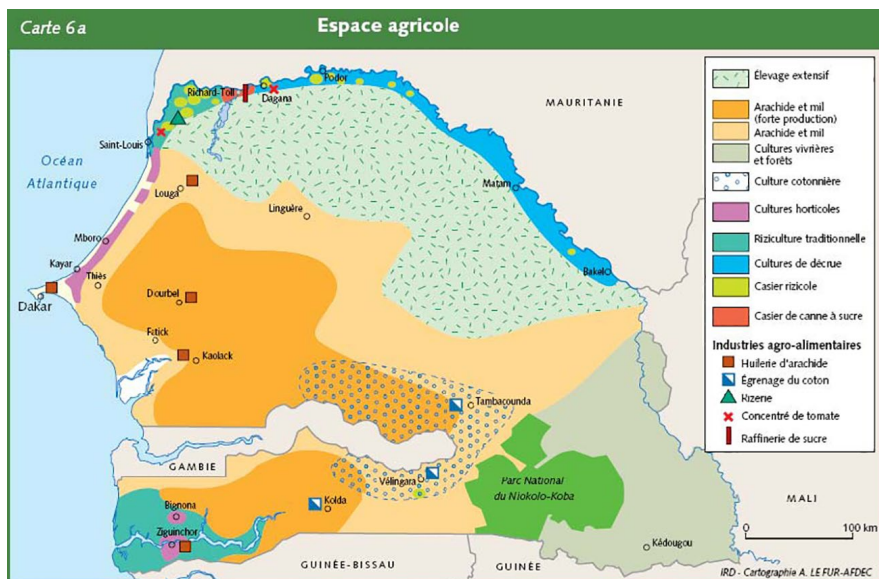 Carte 6a
Espace agricole
MAURITANIE
Océan
Atlantique
Richard-Toll
Dagana
Podor
Saint-Louis
Matam
Louga
Linguère
Mboro
Kayar
Thiès
Bakel
Dakar
Diourbel
Fatick
Kaolack
Tambacounda
GAMBIE
Vélingara
Parc National
du Niokolo-Koba
Bignona
Kolda
Ziguinchor
Kédougou
MALI
GUINÉE-BISSAU
GUINÉE
Élevage extensif
Arachide et mil
(forte production)
Arachide et mil
Cultures vivrières
et forêts
Culture cotonnière
Cultures horticoles
Riziculture traditionnelle
Cultures de décrue
Casier rizicole
Casier de canne à sucre
Industries agro-alimentaires
Huilerie d'arachide
Égrenage du coton
Rizerie
Concentré de tomate
Raffinerie de sucre
0
100 km
IRD - Cartographie A. LE FUR-AFDEC